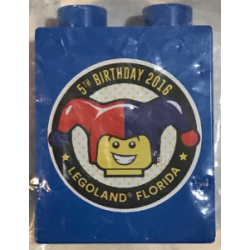 5TH BIRTHDAY 2016
★ LEGOLAND® FLORIDA ★